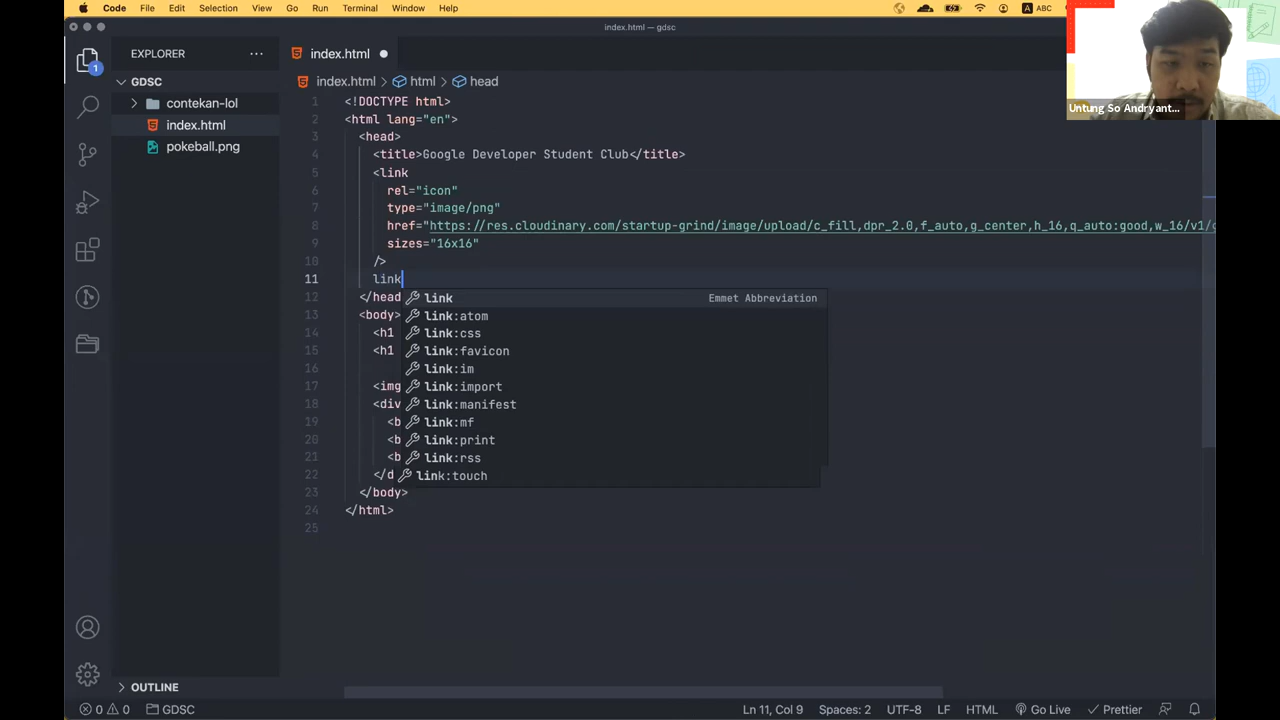 Code File Edit Selection View Go Run Terminal Window Help
A ABC
index.html — gdsc
EXPLORER
index.html
GDSC
index.html > html > head
contekan-lol
index.html
pokeball.png
1
1 <!DOCTYPE html>
2 <html lang="en">
3 <head>
4 <title>Google Developer Student Club</title>
5 <link
6 rel="icon"
7 type="image/png"
8 href="https://res.cloudinary.com/startup-grind/image/upload/c_fill,dpr_2.0,f_auto,g_center,h_16,q_auto:good,w_16/v1/
9 sizes="16x16"
10 />
11 link
12 </head
13 <body>
14 <h1
15 <h1
16
17 <img
18 <div
19 <b
20 <b
21 <b
22 </d
23 </body>
24 </html>
25
link Emmet Abbreviation
link:atom
link:css
link:favicon
link:im
link:import
link:manifest
link:mf
link:print
link:rss
link:touch
Untung So Andryant...
OUTLINE
0 0 GDSC
Ln 11, Col 9 Spaces: 2 UTF-8 LF HTML Go Live Prettier